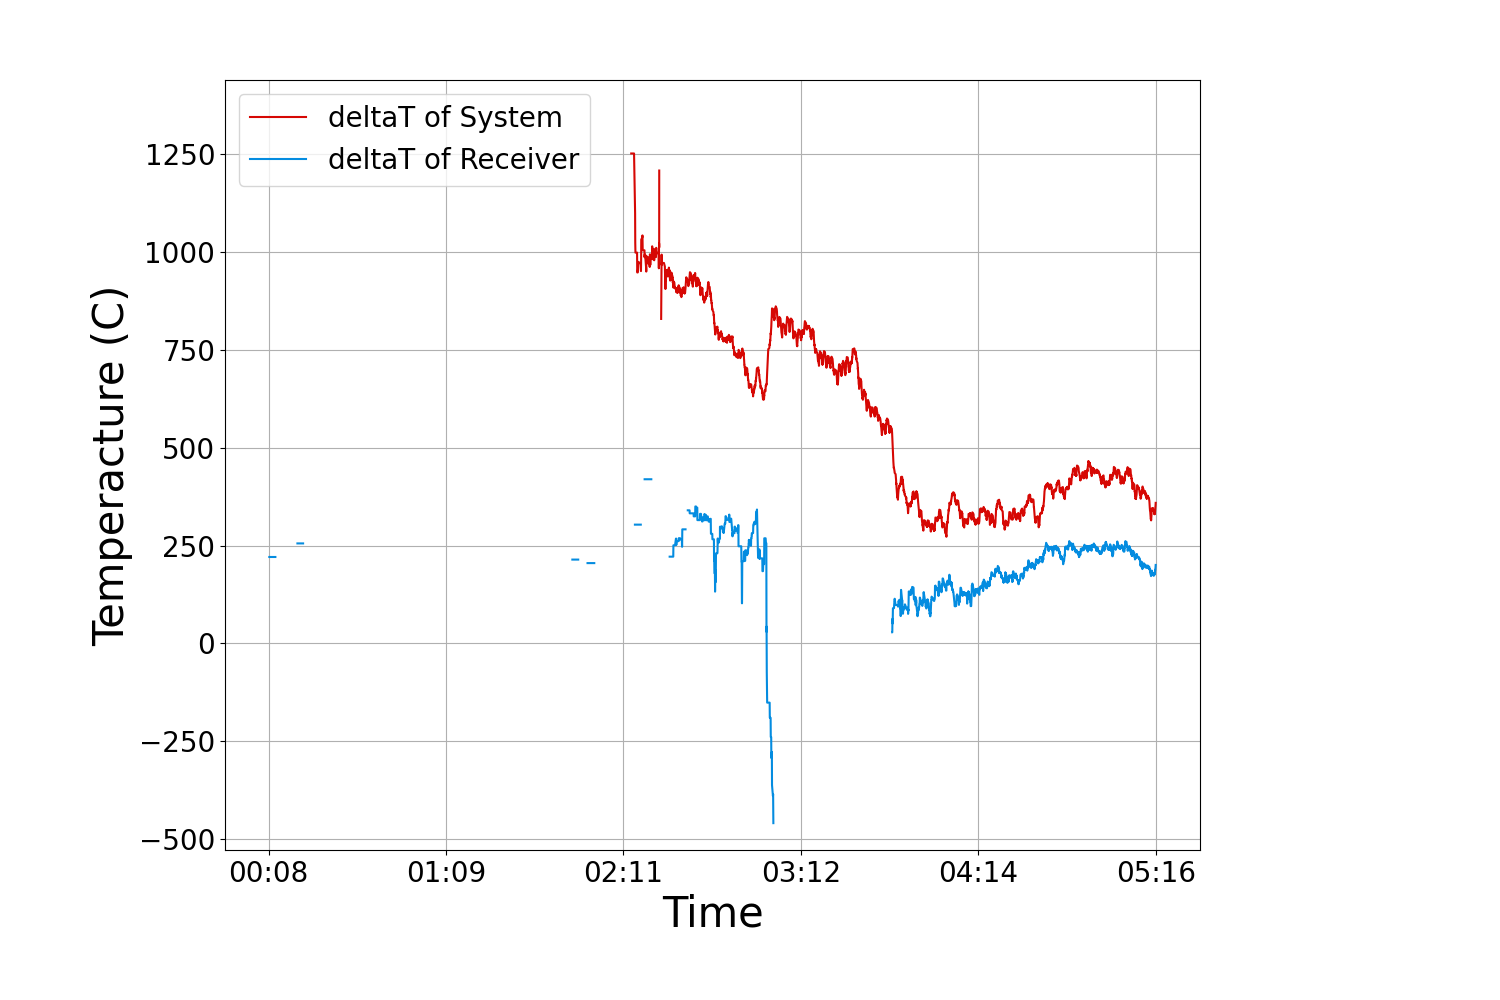 deltaT of System
deltaT of Receiver
Temperacture (C)
1250
1000
750
500
250
0
−250
−500
00:08 01:09 02:11 03:12 04:14 05:16
Time